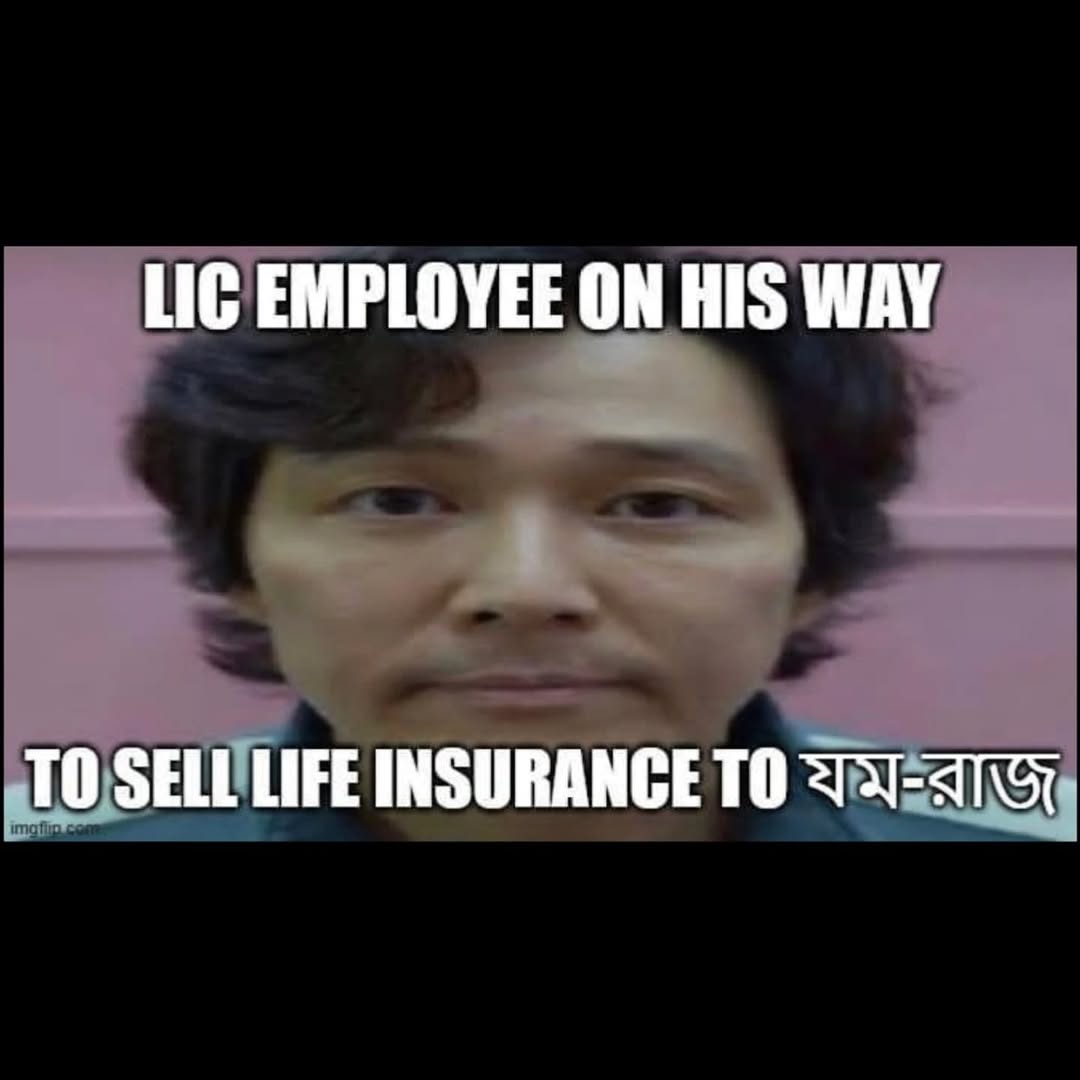 LIC EMPLOYEE ON HIS WAY
TO SELL LIFE INSURANCE TO যম-রাজ
imgflip.com